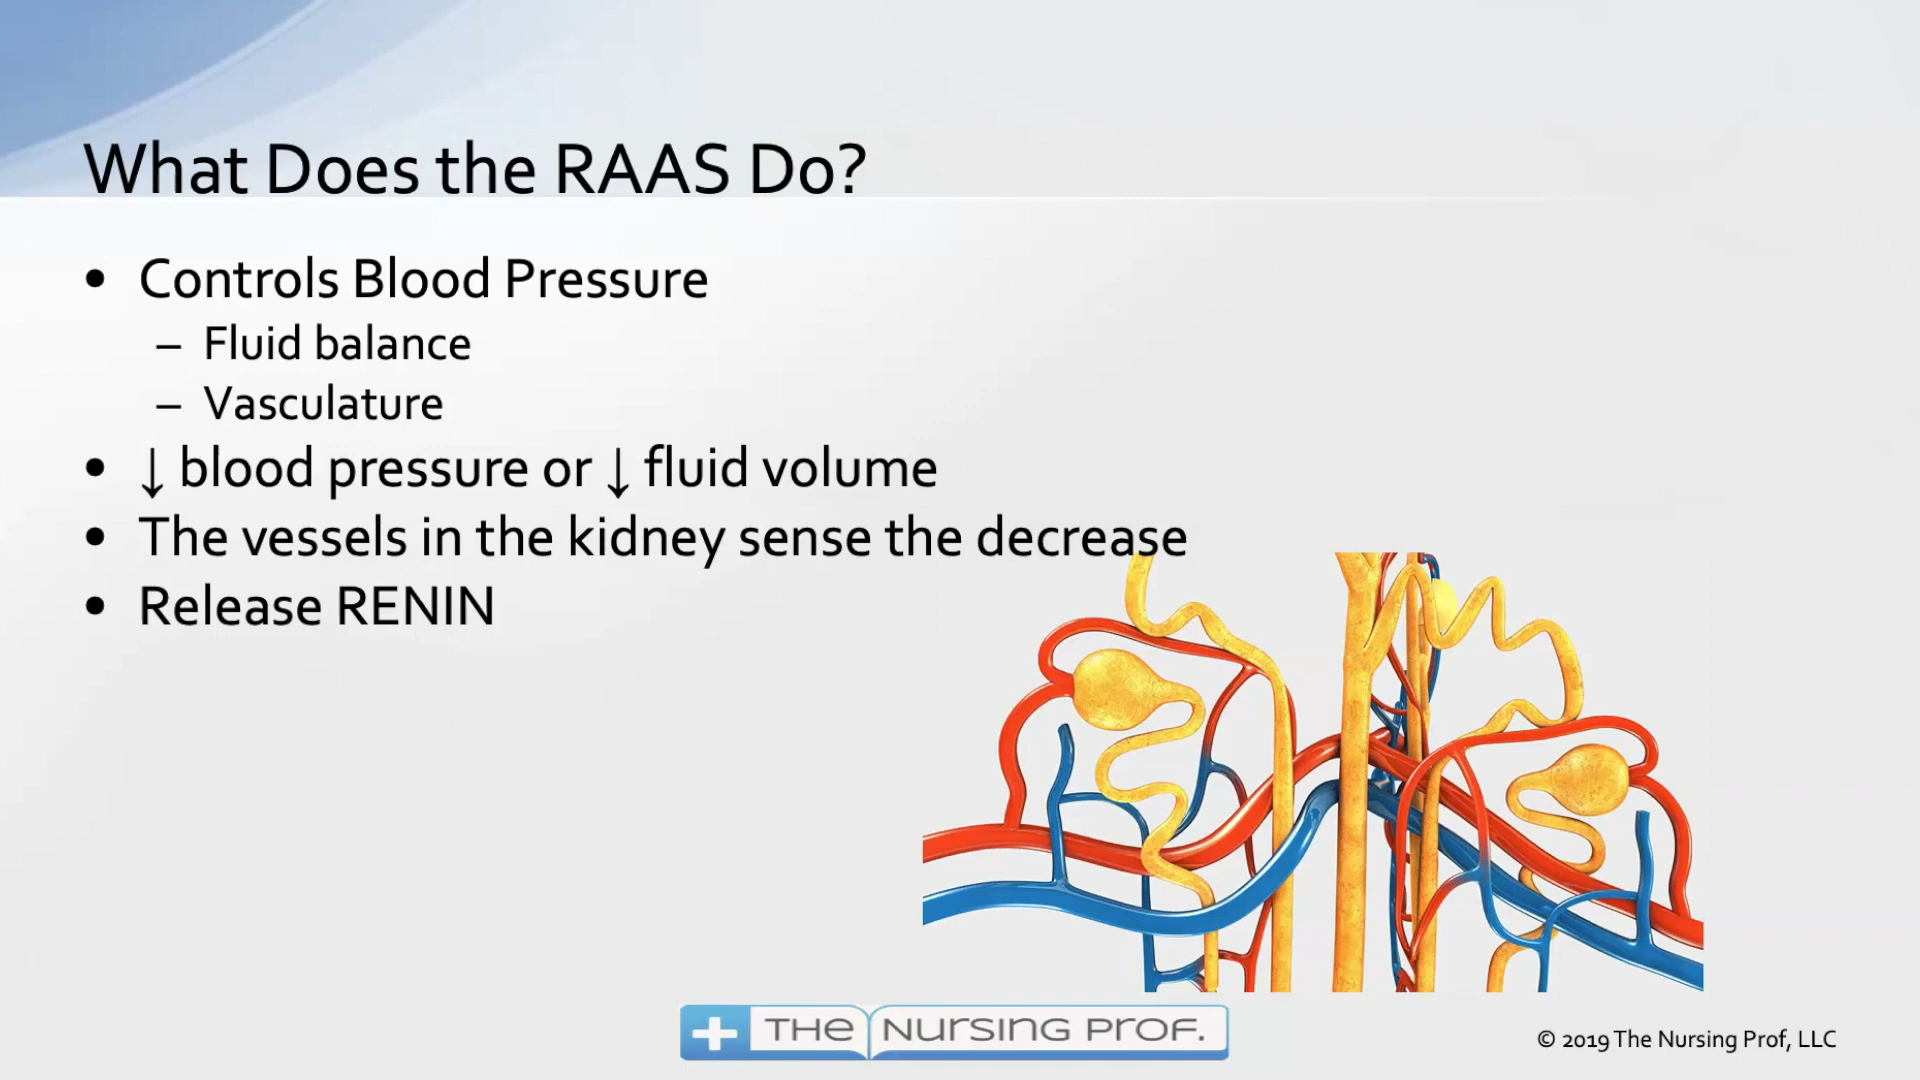 What Does the RAAS Do?
• Controls Blood Pressure
– Fluid balance
– Vasculature
• ↓ blood pressure or ↓ fluid volume
• The vessels in the kidney sense the decrease
• Release RENIN
THE NURSING PROF.
© 2019 The Nursing Prof, LLC